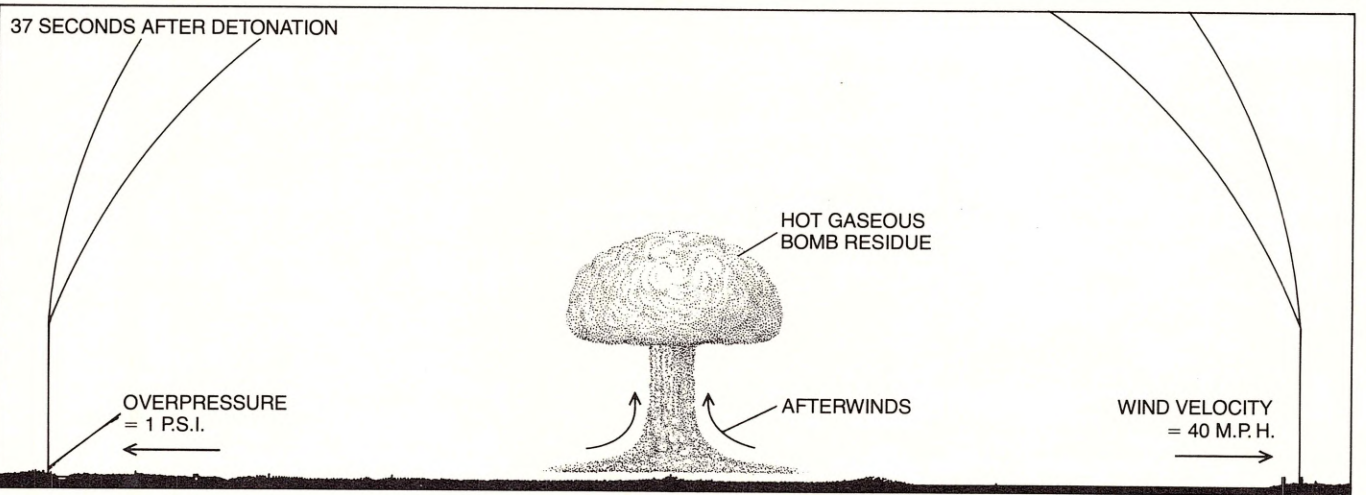 37 SECONDS AFTER DETONATION
HOT GASEOUS
BOMB RESIDUE
OVERPRESSURE
= 1 P.S.I.
AFTERWINDS
WIND VELOCITY
= 40 M.P.H.